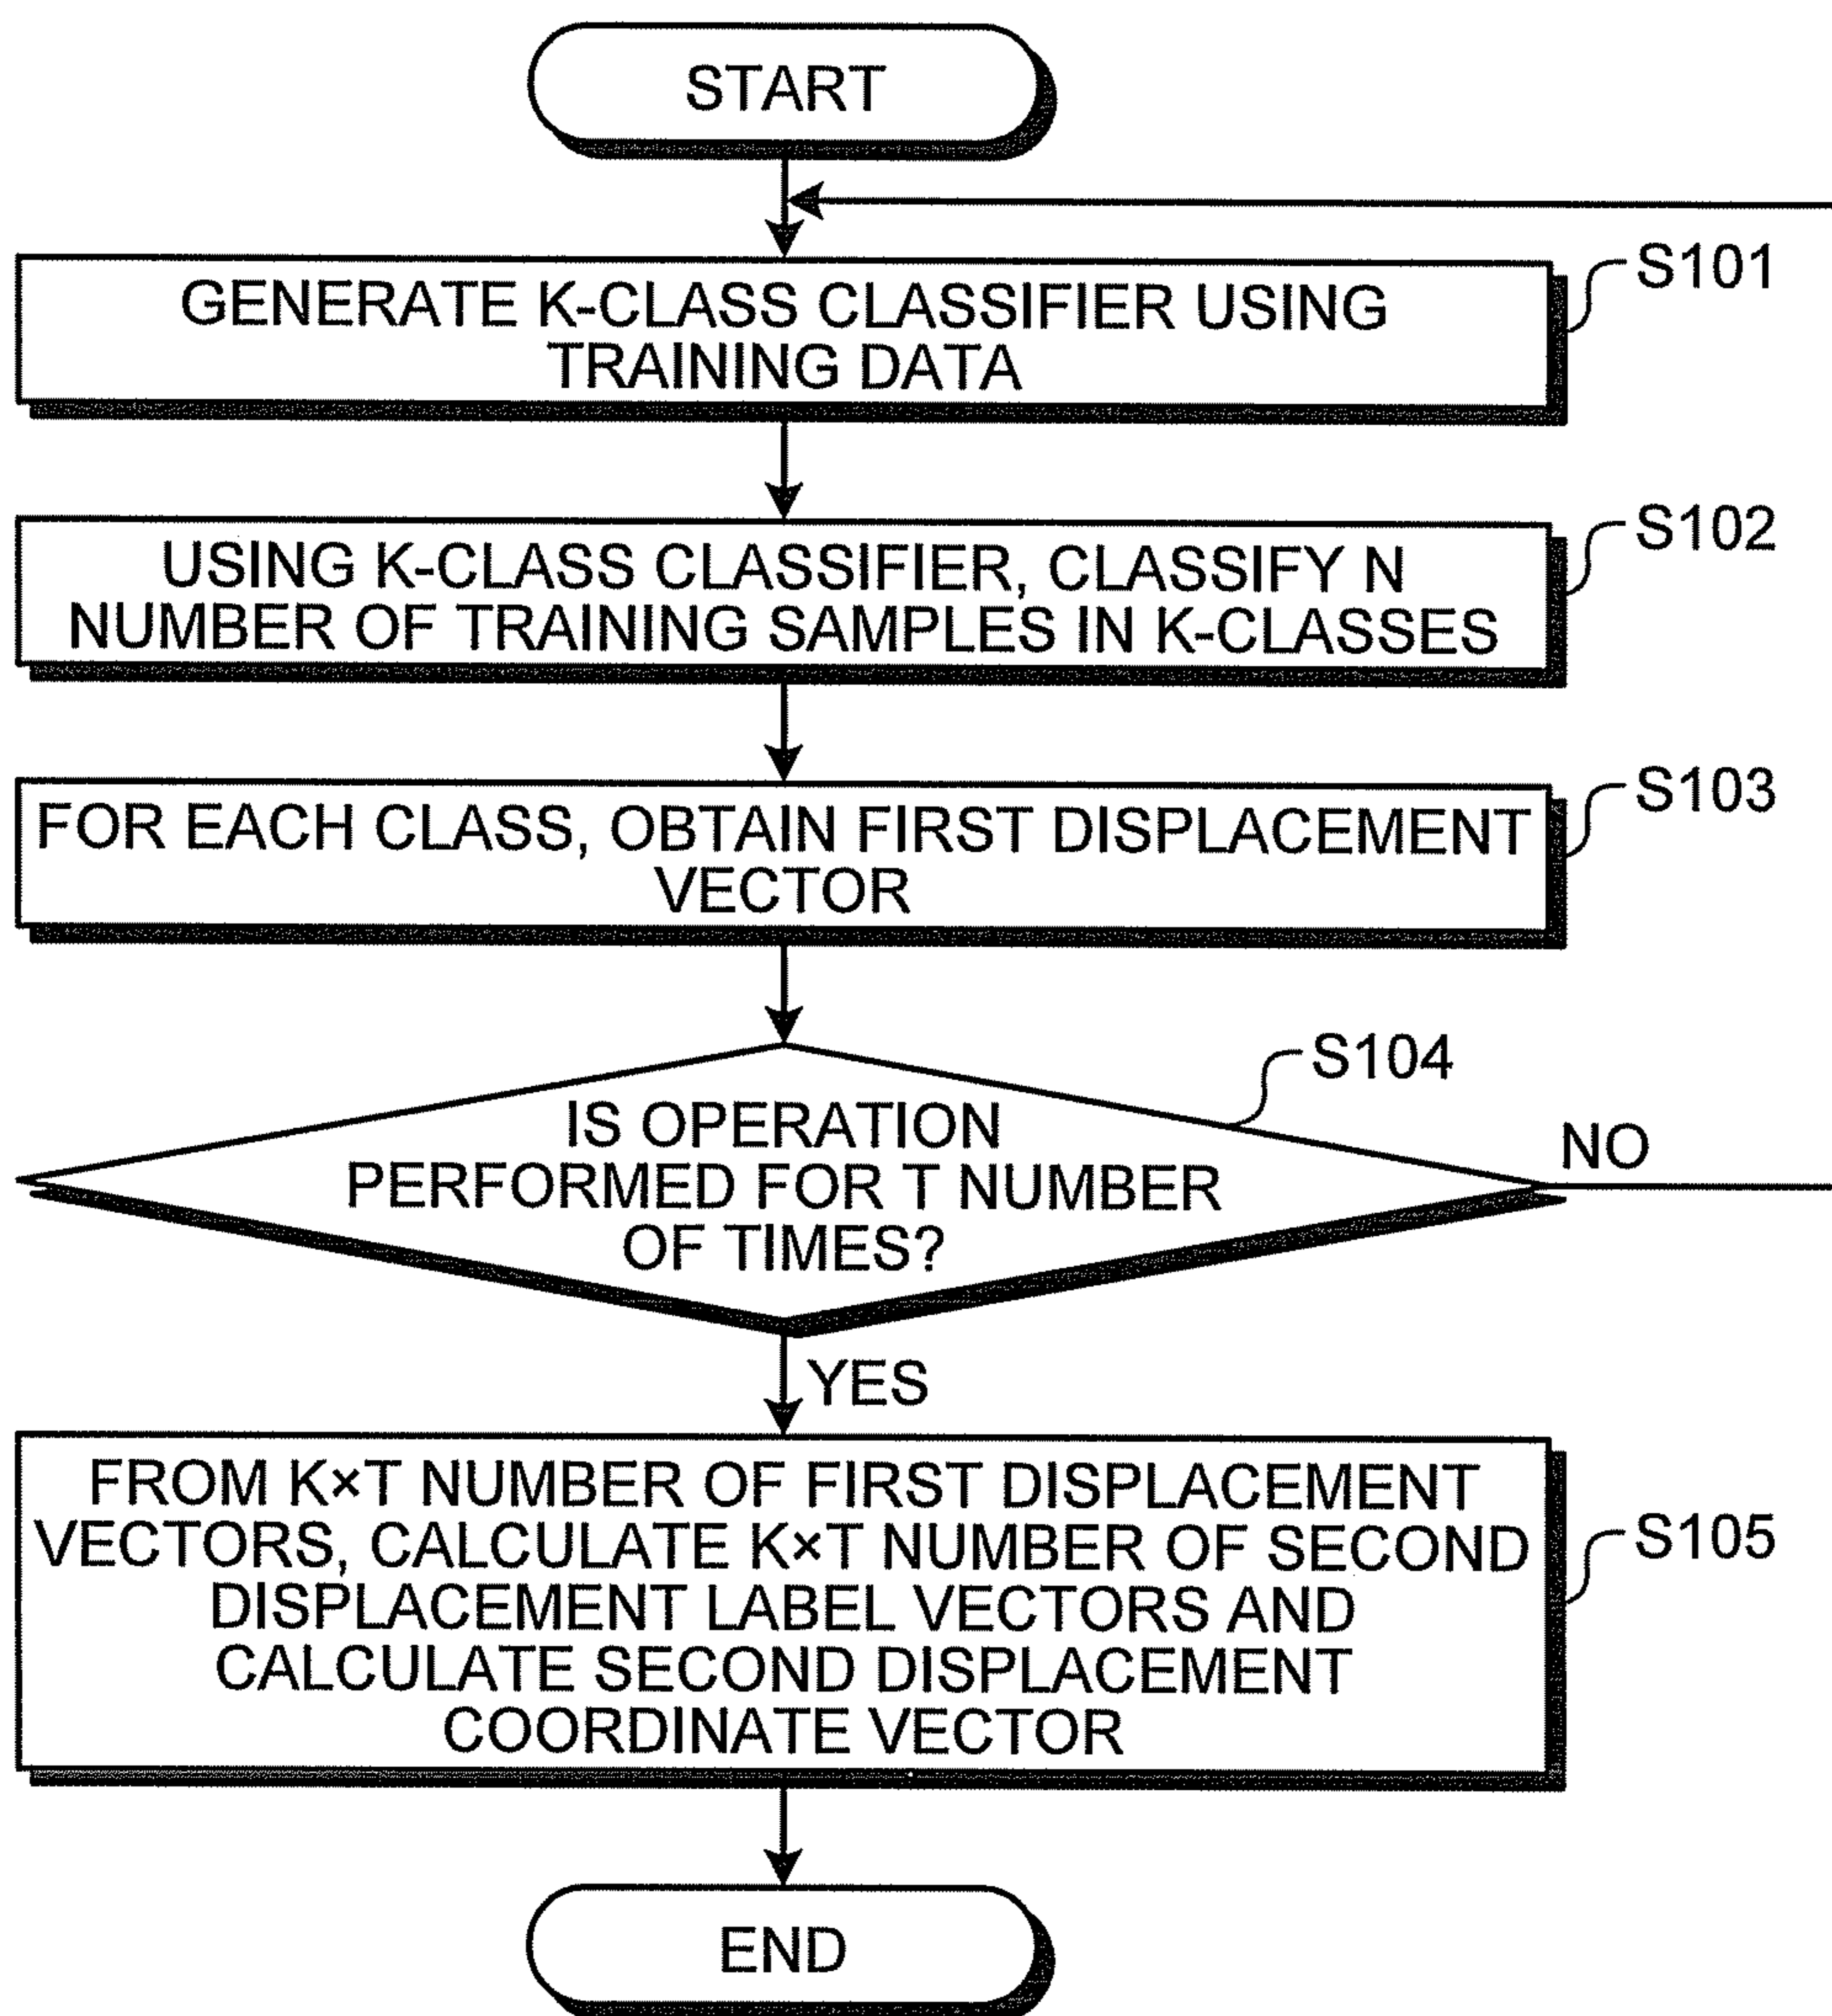 START
GENERATE K-CLASS CLASSIFIER USING
TRAINING DATA
S101
USING K-CLASS CLASSIFIER, CLASSIFY N
NUMBER OF TRAINING SAMPLES IN K-CLASSES
S102
FOR EACH CLASS, OBTAIN FIRST DISPLACEMENT
VECTOR
S103
IS OPERATION
PERFORMED FOR T NUMBER
OF TIMES?
S104
NO
YES
FROM K×T NUMBER OF FIRST DISPLACEMENT
VECTORS, CALCULATE K×T NUMBER OF SECOND
DISPLACEMENT LABEL VECTORS AND
CALCULATE SECOND DISPLACEMENT
COORDINATE VECTOR
S105
END